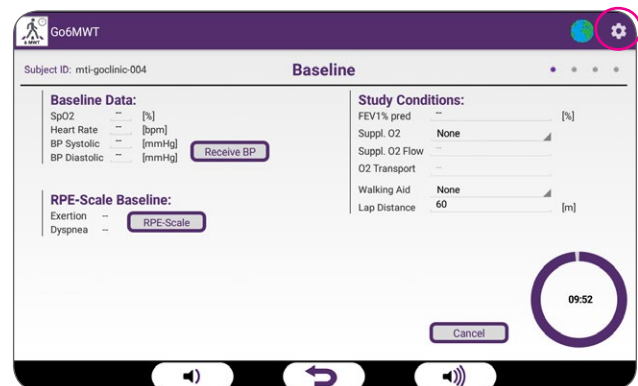 6 MWT
Go6MWT
Subject ID: mti-goclinic-004
Baseline
Baseline Data:
SpO2 -- [%]
Heart Rate -- [bpm]
BP Systolic -- [mmHg]
BP Diastolic -- [mmHg]
Receive BP
RPE-Scale Baseline:
Exertion --
Dyspnea --
RPE-Scale
Study Conditions:
FEV1% pred -- [%]
Suppl. O2 None
Suppl. O2 Flow --
O2 Transport --
Walking Aid None
Lap Distance 60 [m]
09:52
Cancel